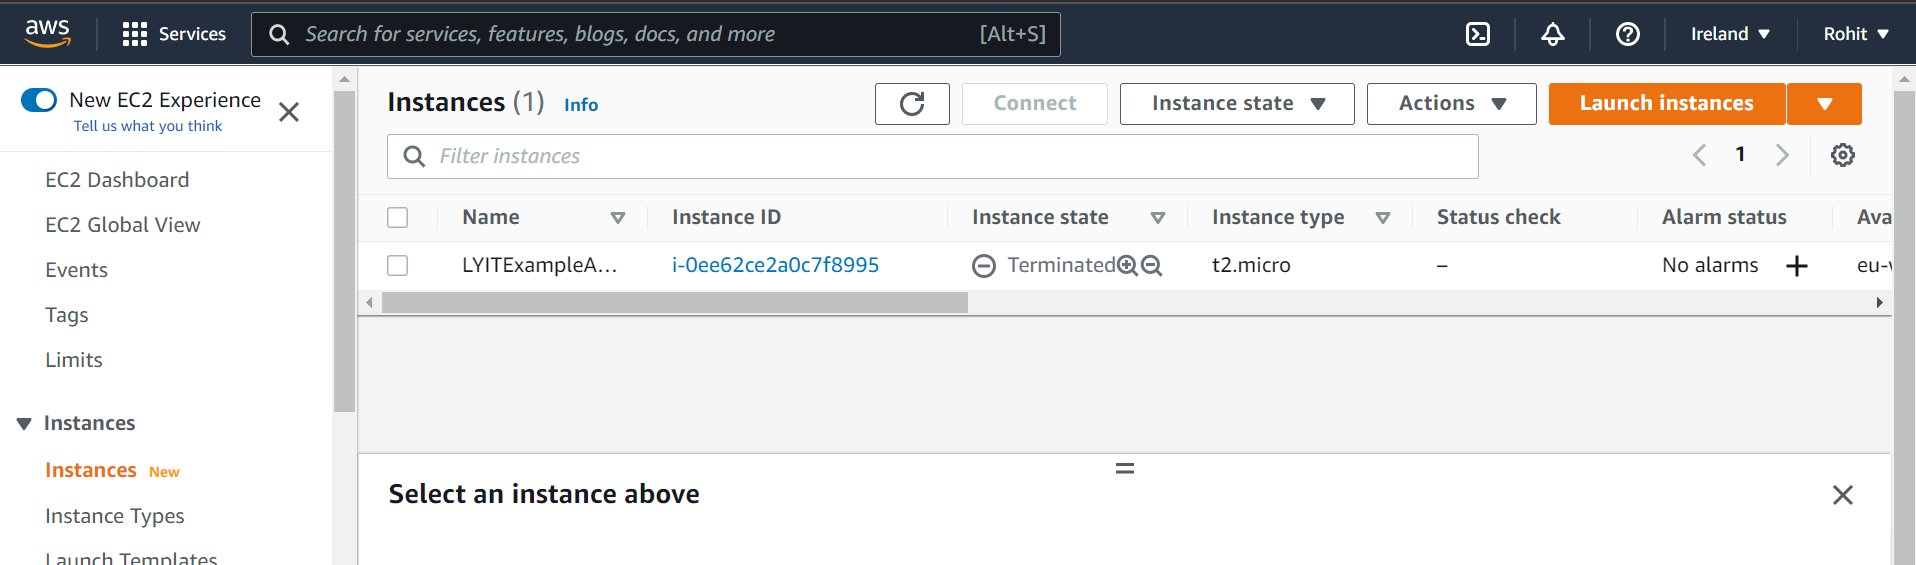 aws Services Search for services, features, blogs, docs, and more [Alt+S] Ireland Rohit
New EC2 Experience
Tell us what you think
EC2 Dashboard
EC2 Global View
Events
Tags
Limits
Instances
Instances New
Instance Types
Launch Templates
Instances (1) Info Connect Instance state Actions Launch instances
Filter instances 1
Name Instance ID Instance state Instance type Status check Alarm status Ava
LYITExampleA... i-0ee62ce2a0c7f8995 Terminated t2.micro – No alarms + eu-w
Select an instance above